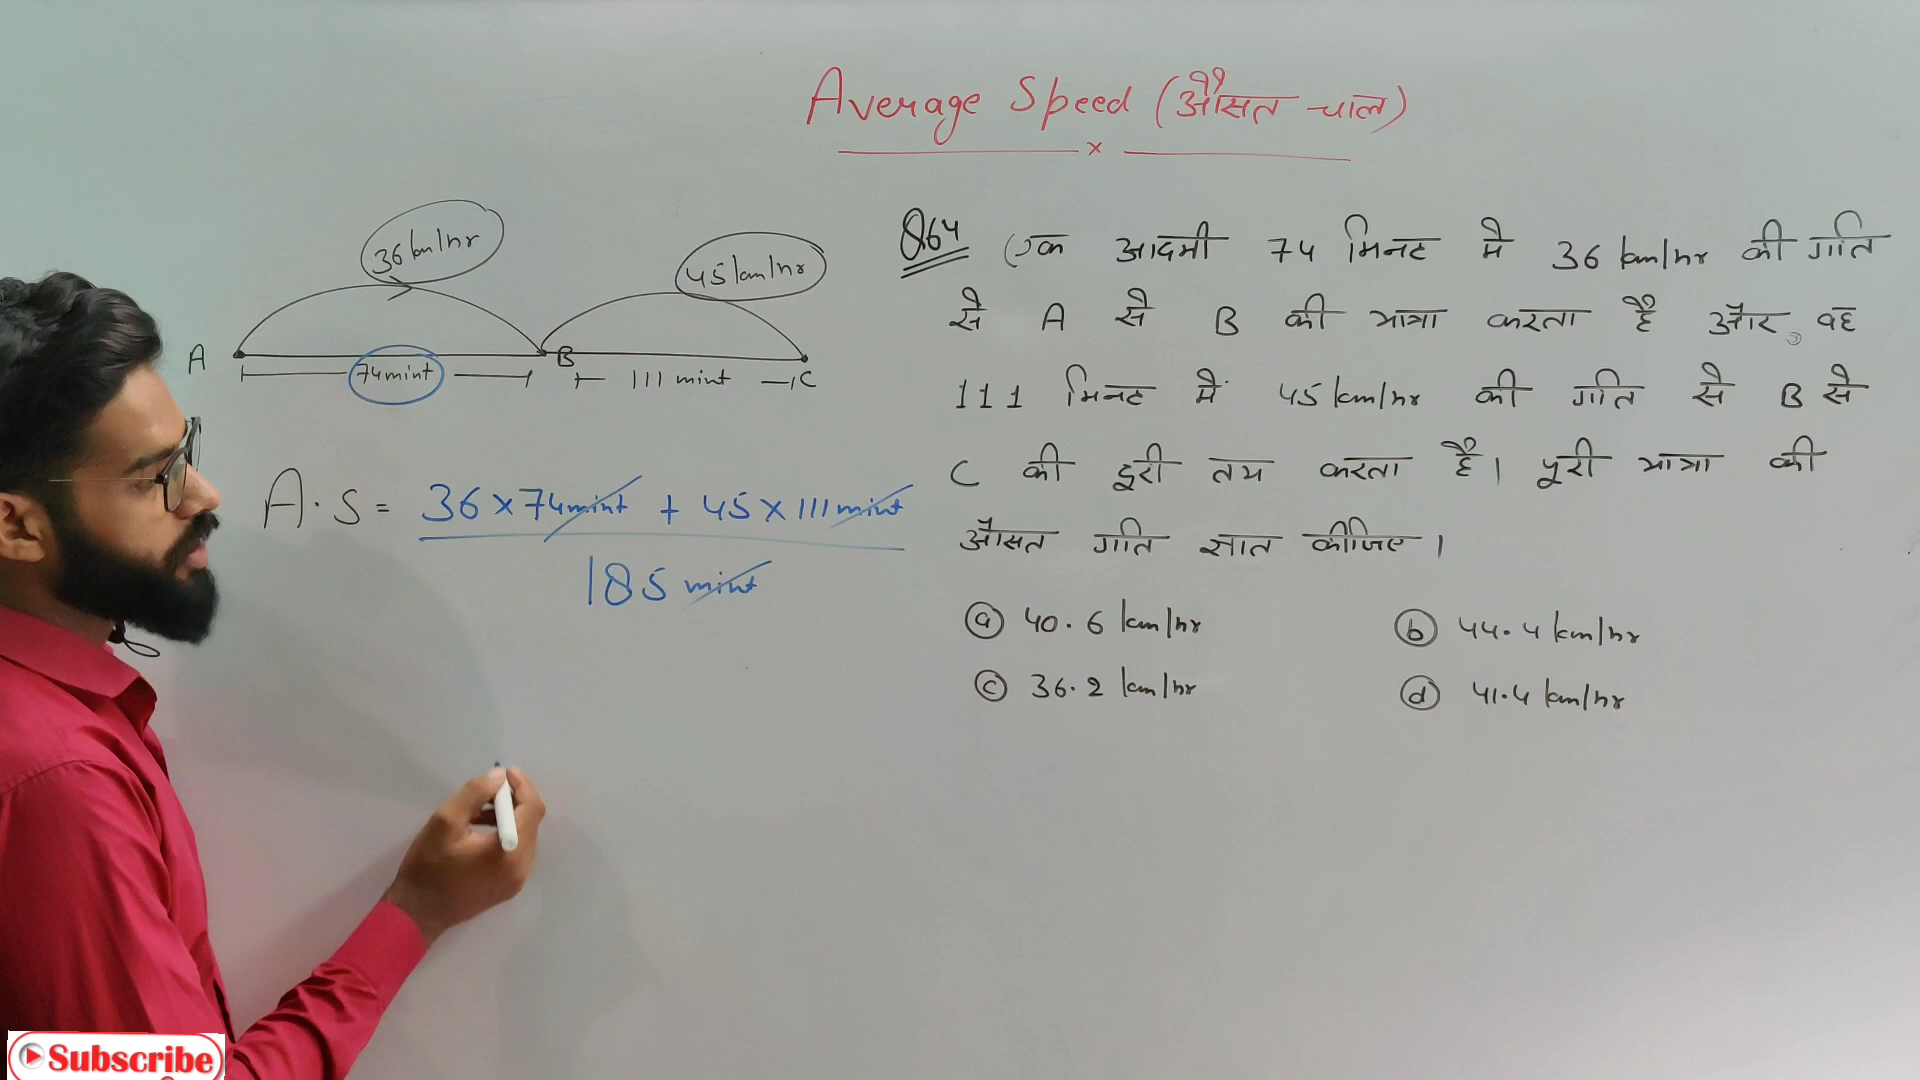 Average Speed (औसत चाल)
x
36 km/hr
45 km/hr
A
B
C
74 mint
111 mint
A.S = 36 x 74 mint + 45 x 111 mint
185 mint
Q64 एक आदमी 74 मिनट मे 36 km/hr की गति
से A से B की यात्रा करता है और वह
111 मिनट में 45 km/hr की गति से B से
C की दूरी तय करता है। पूरी यात्रा की
औसत गति ज्ञात कीजिए।
(a) 40.6 km/hr (b) 44.4 km/hr
(c) 36.2 km/hr (d) 41.4 km/hr
Subscribe